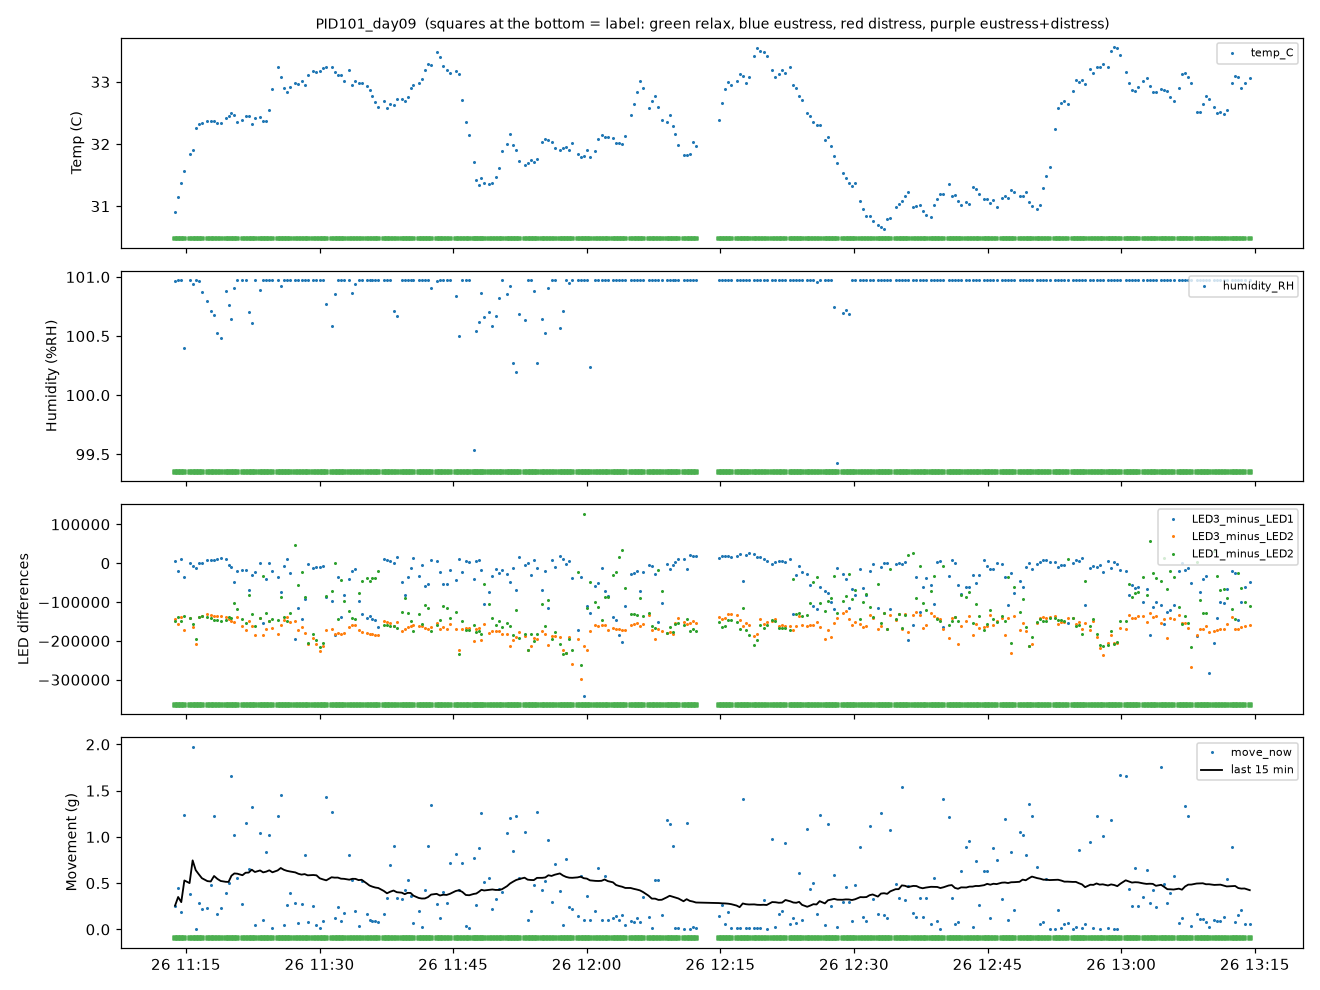 PID101_day09  (squares at the bottom = label: green relax, blue eustress, red distress, purple eustress+distress)
Temp (C)
33
32
31
temp_C
Humidity (%RH)
101.0
100.5
100.0
99.5
humidity_RH
LED differences
100000
0
−100000
−200000
−300000
LED3_minus_LED1
LED3_minus_LED2
LED1_minus_LED2
Movement (g)
2.0
1.5
1.0
0.5
0.0
move_now
last 15 min
26 11:15 26 11:30 26 11:45 26 12:00 26 12:15 26 12:30 26 12:45 26 13:00 26 13:15